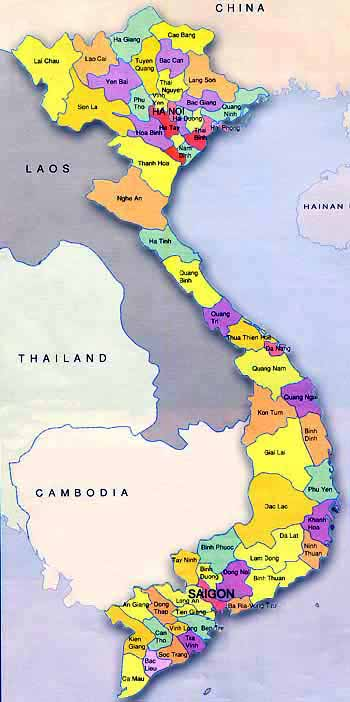 CHINA
Ha Giang
Cao Bang
Lao Cai
Lai Chau
Tuyen
Quang
Bac Can
Yen Bai
Thai
Nguyen
Lang Son
Phu
Tho
Vinh
Yen
Son La
HA NOI
Bac Giang
Quang
Ninh
Hai Duong
Ha Tay
Hoa Binh
Thai
Binh
Hai Phong
Nam
Dinh
Thanh Hoa
LAOS
Nghe An
HAINAN
Ha Tinh
Quang
Binh
Quang
Tri
Thua Thien Hue
Da Nang
THAILAND
Quang Nam
Quang Ngai
Kon Tum
Binh
Dinh
Giai Lai
CAMBODIA
Phu Yen
Dac Lac
Khanh
Hoa
Da Lat
Binh Phuoc
Ninh
Thuan
Tay Ninh
Lam Dong
Binh
Duong
Dong Nai
Binh Thuan
SAIGON
Long An
Ba Ria-Vung Tau
An Giang
Dong
Thap
Tien Giang
Vinh Long
Ben Tre
Kien
Giang
Can
Tho
Tra
Vinh
Soc Trang
Bac
Lieu
Ca Mau